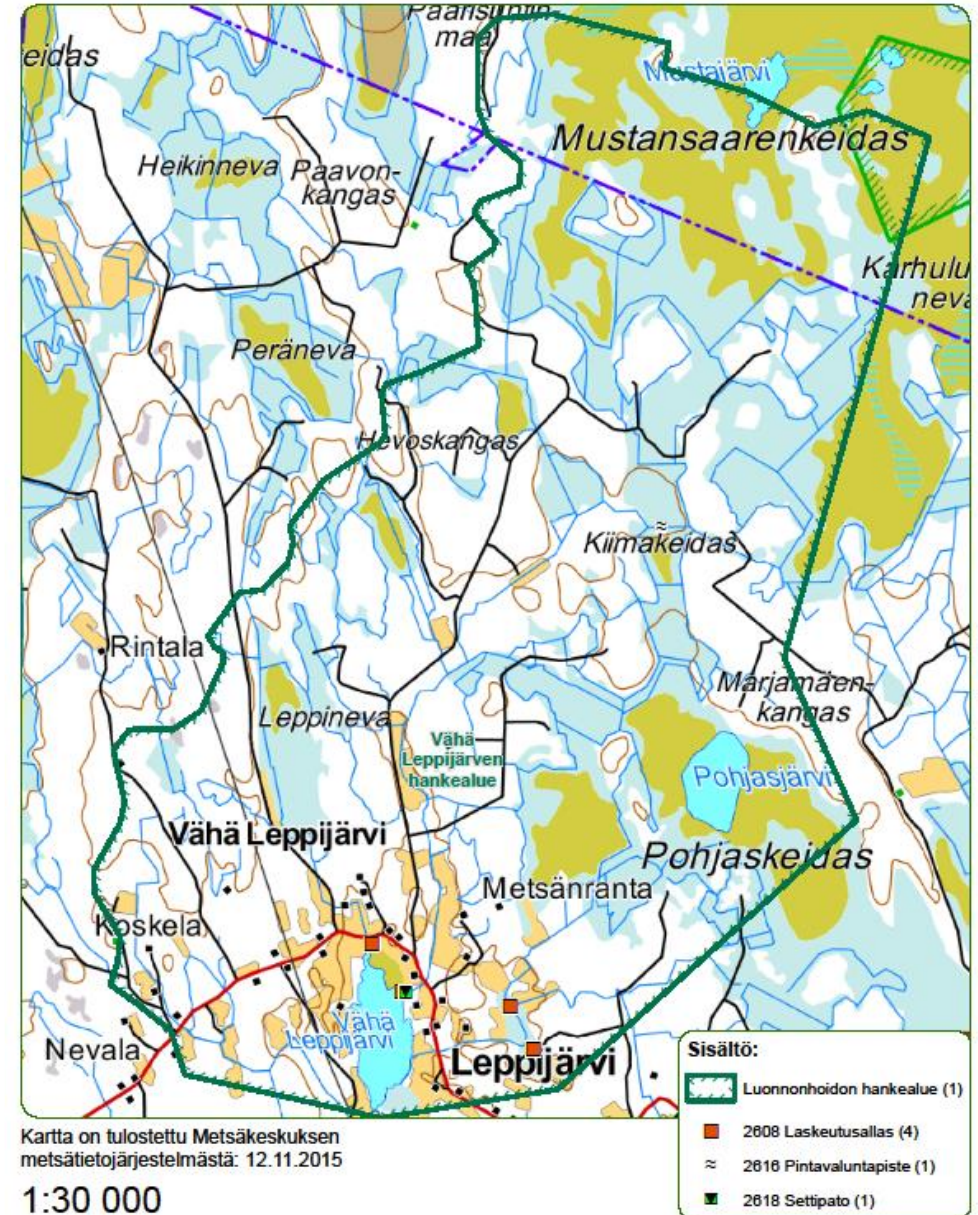 Paarisuntin-
maa
eidas
Mustajärvi
Mustansaarenkeidas
Heikinneva
Paavon-
kangas
Karhulu
neva
Peräneva
Hevoskangas
Kiimakeidas
Rintala
Marjamäen-
kangas
Leppineva
Vähä
Leppijärven
hankealue
Pohjasjärvi
Vähä Leppijärvi
Pohjaskeidas
Metsänranta
Koskela
Vähä
Leppijärvi
Nevala
Leppijärvi
Sisältö:
Luonnonhoidon hankealue (1)
2608 Laskeutusallas (4)
2616 Pintavaluntapiste (1)
2618 Settipato (1)
Kartta on tulostettu Metsäkeskuksen
metsätietojärjestelmästä: 12.11.2015
1:30 000